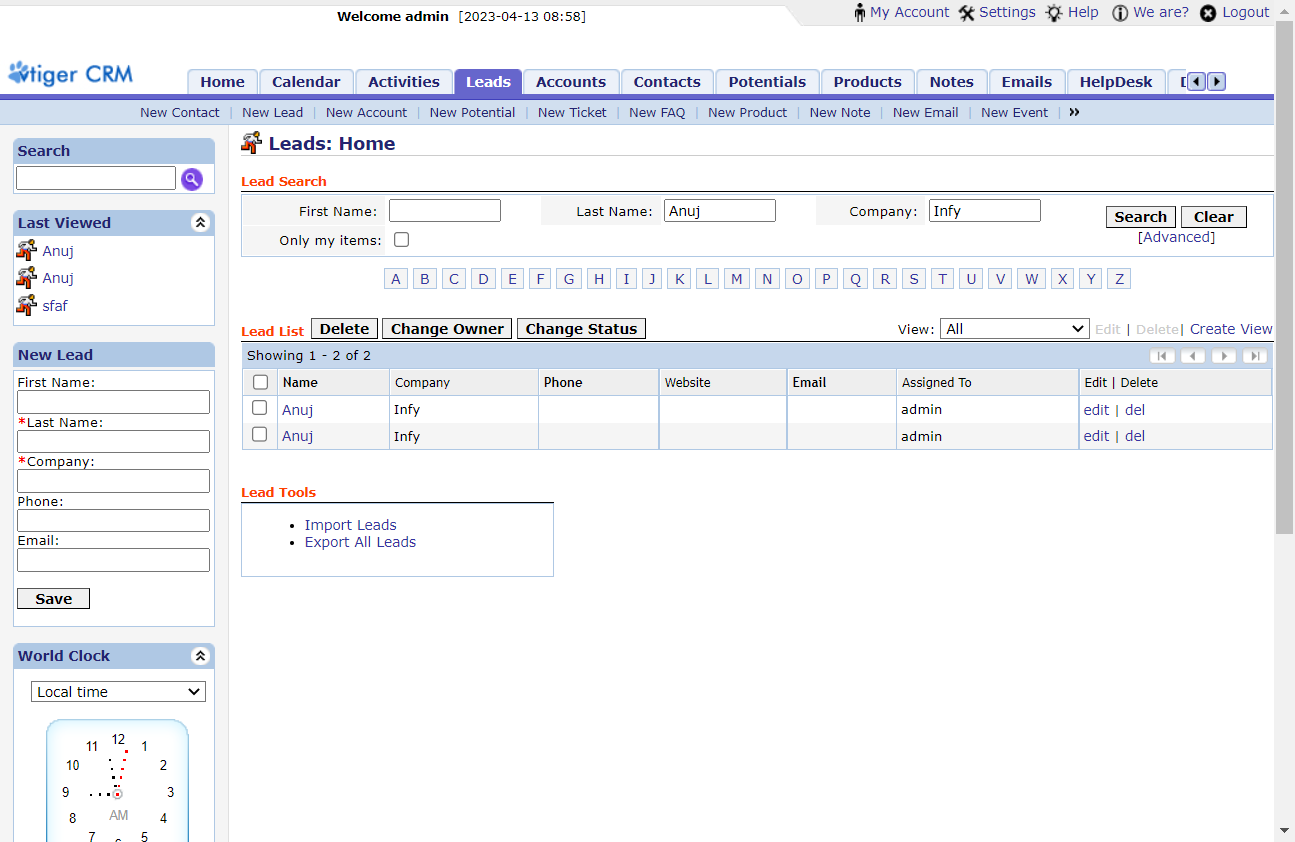 Welcome admin [2023-04-13 08:58] My Account Settings Help We are? Logout
vtiger CRM
Home Calendar Activities Leads Accounts Contacts Potentials Products Notes Emails HelpDesk
New Contact | New Lead | New Account | New Potential | New Ticket | New FAQ | New Product | New Note | New Email | New Event | »
Search
Last Viewed
Anuj
Anuj
sfaf
New Lead
First Name:
*Last Name:
*Company:
Phone:
Email:
Save
World Clock
Local time
12
11 1
10 2
9 3
AM
8 4
7 5
Leads: Home
Lead Search
First Name: Last Name: Anuj Company: Infy Search Clear
Only my items: [Advanced]
A B C D E F G H I J K L M N O P Q R S T U V W X Y Z
Lead List Delete Change Owner Change Status View: All Edit | Delete | Create View
Showing 1 - 2 of 2
Name Company Phone Website Email Assigned To Edit | Delete
Anuj Infy admin edit | del
Anuj Infy admin edit | del
Lead Tools
• Import Leads
• Export All Leads